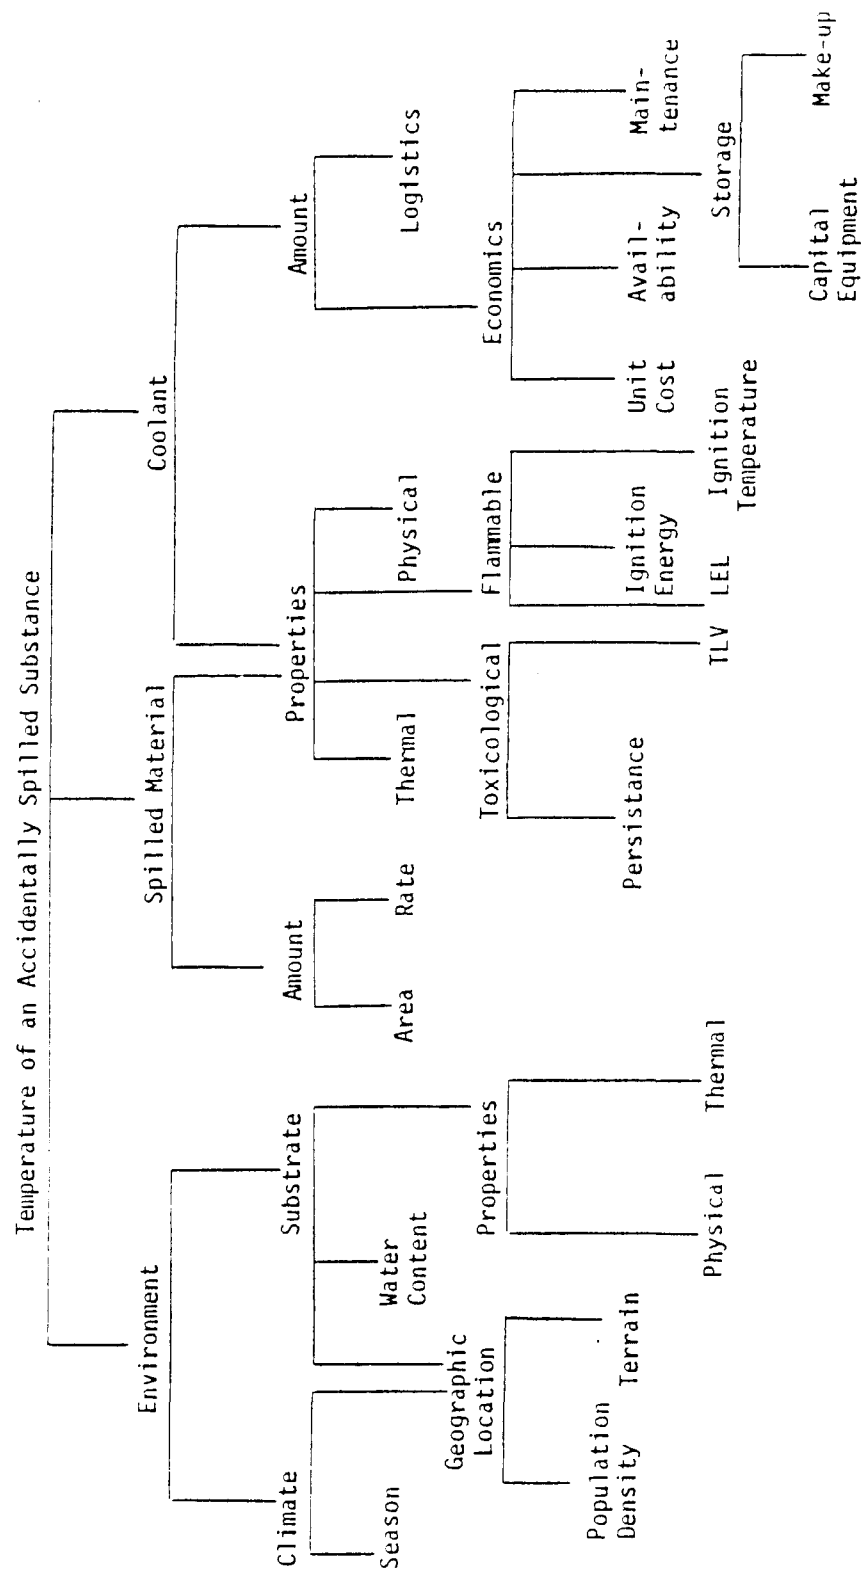 Temperature of an Accidentally Spilled Substance
Environment
Spilled Material
Coolant
Climate
Substrate
Amount
Properties
Amount
Season
Water
Content
Area
Rate
Thermal
Physical
Logistics
Geographic
Location
Properties
Toxicological
Flammable
Economics
Population
Density
Terrain
Persistance
Ignition
Energy
Unit
Cost
Avail-
ability
Main-
tenance
Physical
Thermal
TLV
LEL
Ignition
Temperature
Storage
Capital
Equipment
Make-up